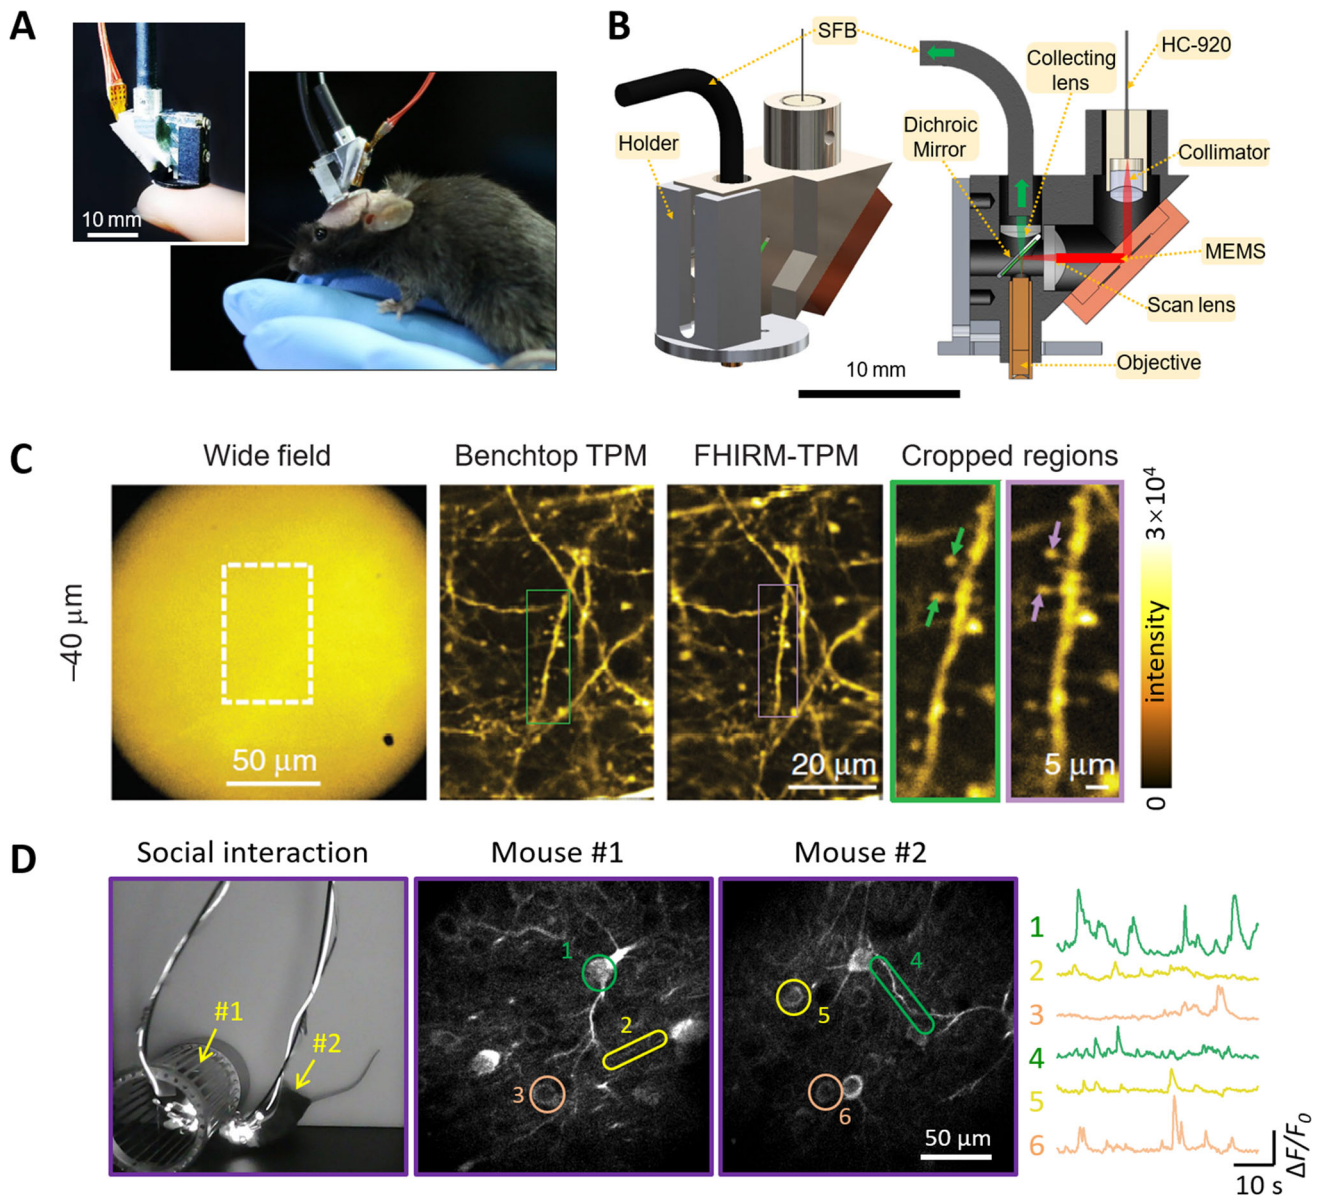 A
10 mm
B
SFB
Holder
Dichroic
Mirror
Collecting
lens
HC-920
Collimator
MEMS
Scan lens
Objective
10 mm
C
Wide field
Benchtop TPM
FHIRM-TPM
Cropped regions
–40 μm
50 μm
20 μm
5 μm
0
intensity
3×10⁴
D
Social interaction
Mouse #1
Mouse #2
#1
#2
1
2
3
4
5
6
50 μm
1
2
3
4
5
6
10 s
ΔF/F₀